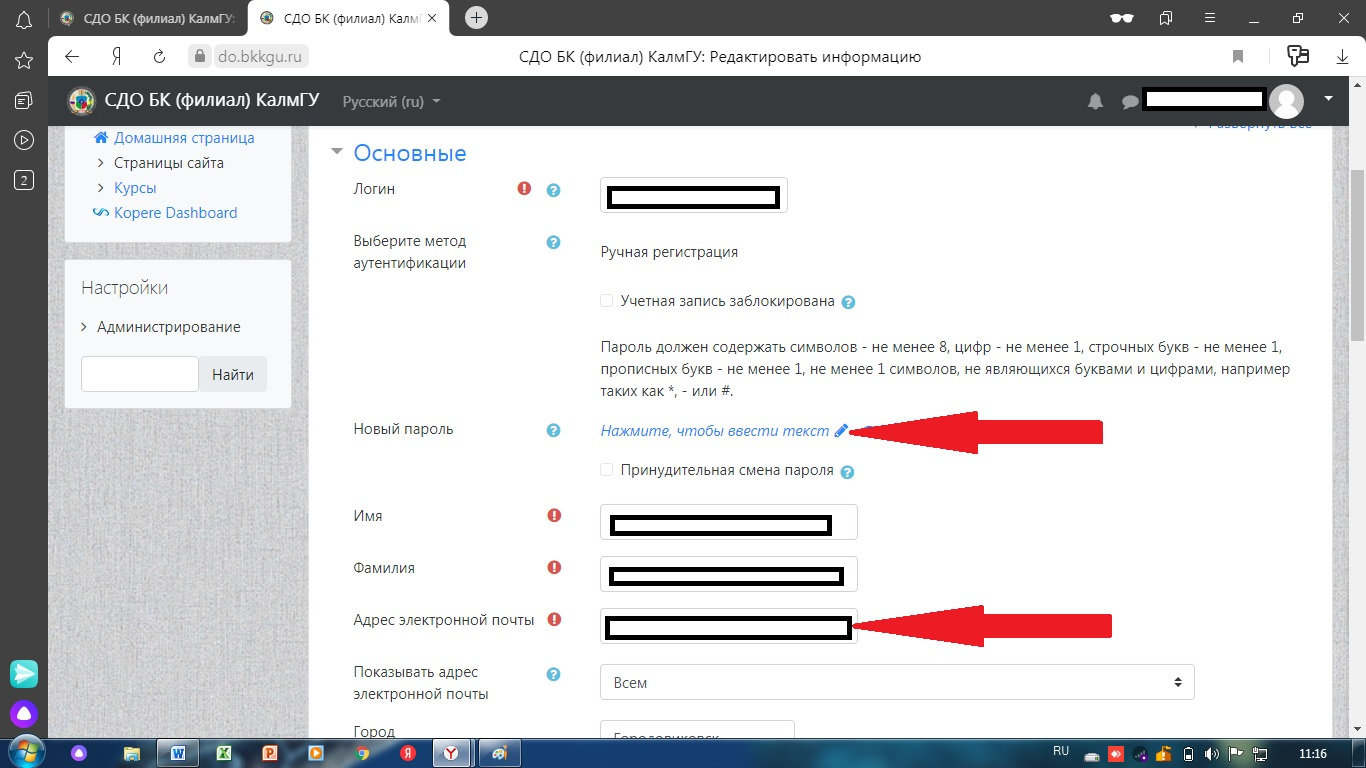 СДО БК (филиал) КалмГУ:
СДО БК (филиал) КалмГ
do.bkkgu.ru
СДО БК (филиал) КалмГУ: Редактировать информацию
СДО БК (филиал) КалмГУ
Русский (ru)
2
Домашняя страница
Страницы сайта
Курсы
Kopere Dashboard
Настройки
Администрирование
Найти
Развернуть все
Основные
Логин
Выберите метод
аутентификации
Ручная регистрация
Учетная запись заблокирована
Пароль должен содержать символов - не менее 8, цифр - не менее 1, строчных букв - не менее 1,
прописных букв - не менее 1, не менее 1 символов, не являющихся буквами и цифрами, например
таких как *, - или #.
Новый пароль
Нажмите, чтобы ввести текст
Принудительная смена пароля
Имя
Фамилия
Адрес электронной почты
Показывать адрес
электронной почты
Всем
Город
Городовиковск
RU
11:16